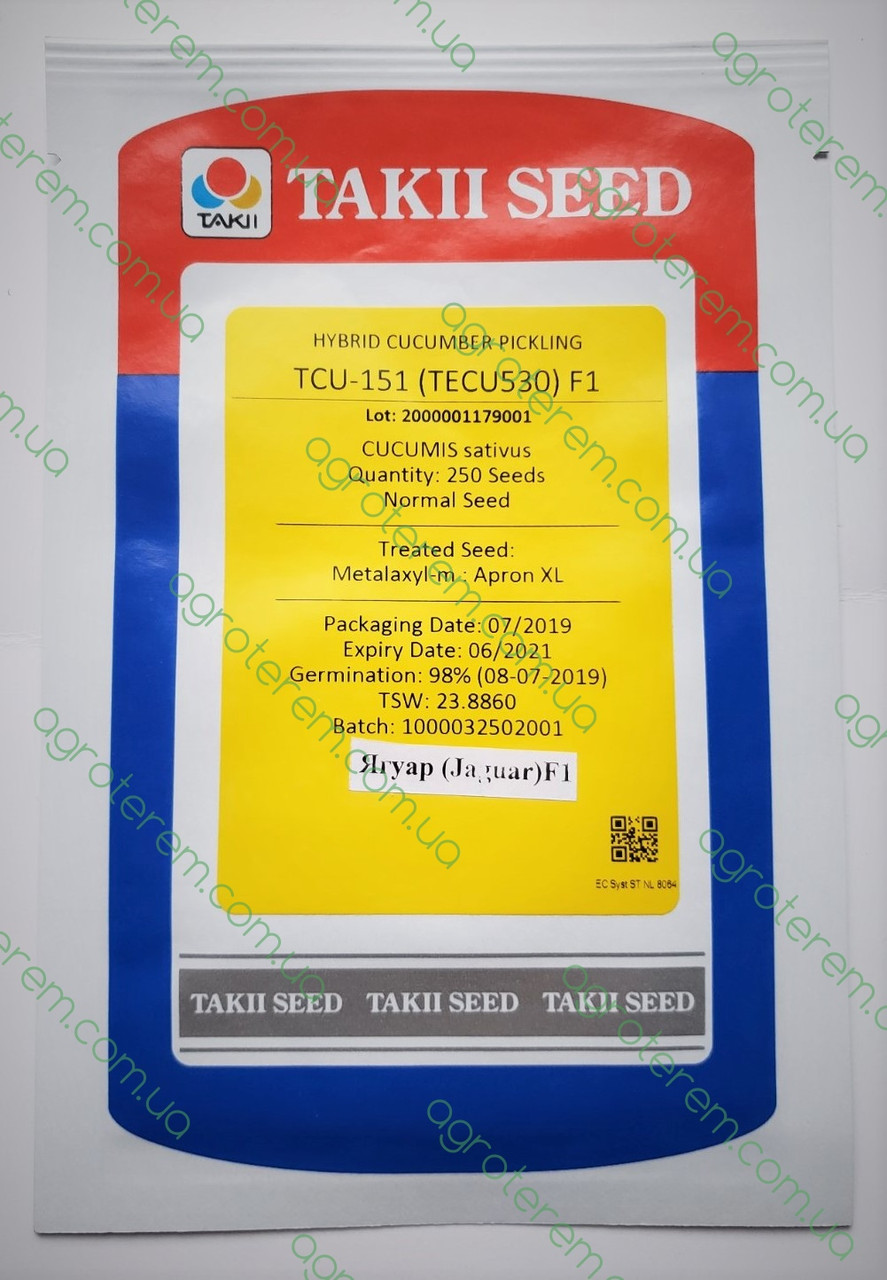 TAKII
TAKII SEED
HYBRID CUCUMBER PICKLING
TCU-151 (TECU530) F1
Lot: 2000001179001
CUCUMIS sativus
Quantity: 250 Seeds
Normal Seed
Treated Seed:
Metalaxyl-m.: Apron XL
Packaging Date: 07/2019
Expiry Date: 06/2021
Germination: 98% (08-07-2019)
TSW: 23.8860
Batch: 1000032502001
Ягуар (Jaguar)F1
EC Syst ST NL 8064
TAKII SEED TAKII SEED TAKII SEED
agroterem.com.ua